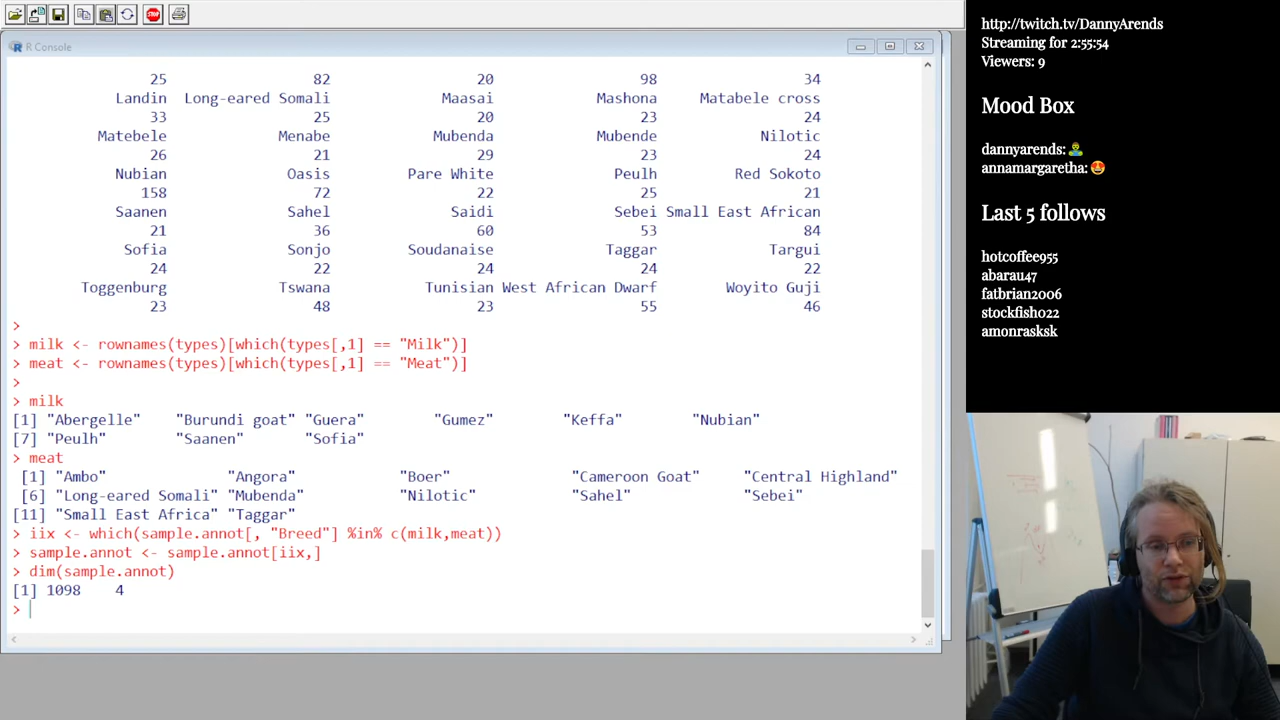 R Console
25 82 20 98 34
Landin Long-eared Somali Maasai Mashona Matabele cross
33 25 20 23 24
Matebele Menabe Mubenda Mubende Nilotic
26 21 29 23 24
Nubian Oasis Pare White Peulh Red Sokoto
158 72 22 25 21
Saanen Sahel Saidi Sebei Small East African
21 36 60 53 84
Sofia Sonjo Soudanaise Taggar Targui
24 22 24 24 22
Toggenburg Tswana Tunisian West African Dwarf Woyito Guji
23 48 23 55 46
>
> milk <- rownames(types)[which(types[,1] == "Milk")]
> meat <- rownames(types)[which(types[,1] == "Meat")]
>
> milk
[1] "Abergelle" "Burundi goat" "Guera" "Gumez" "Keffa" "Nubian"
[7] "Peulh" "Saanen" "Sofia"
> meat
[1] "Ambo" "Angora" "Boer" "Cameroon Goat" "Central Highland"
[6] "Long-eared Somali" "Mubenda" "Nilotic" "Sahel" "Sebei"
[11] "Small East Africa" "Taggar"
> iix <- which(sample.annot[, "Breed"] %in% c(milk,meat))
> sample.annot <- sample.annot[iix,]
> dim(sample.annot)
[1] 1098 4
>
http://twitch.tv/DannyArends
Streaming for 2:55:54
Viewers: 9
Mood Box
dannyarends: 🧟‍♂️
annamargaretha: 😍
Last 5 follows
hotcoffee955
abarau47
fatbrian2006
stockfish022
amonrasksk
STOP